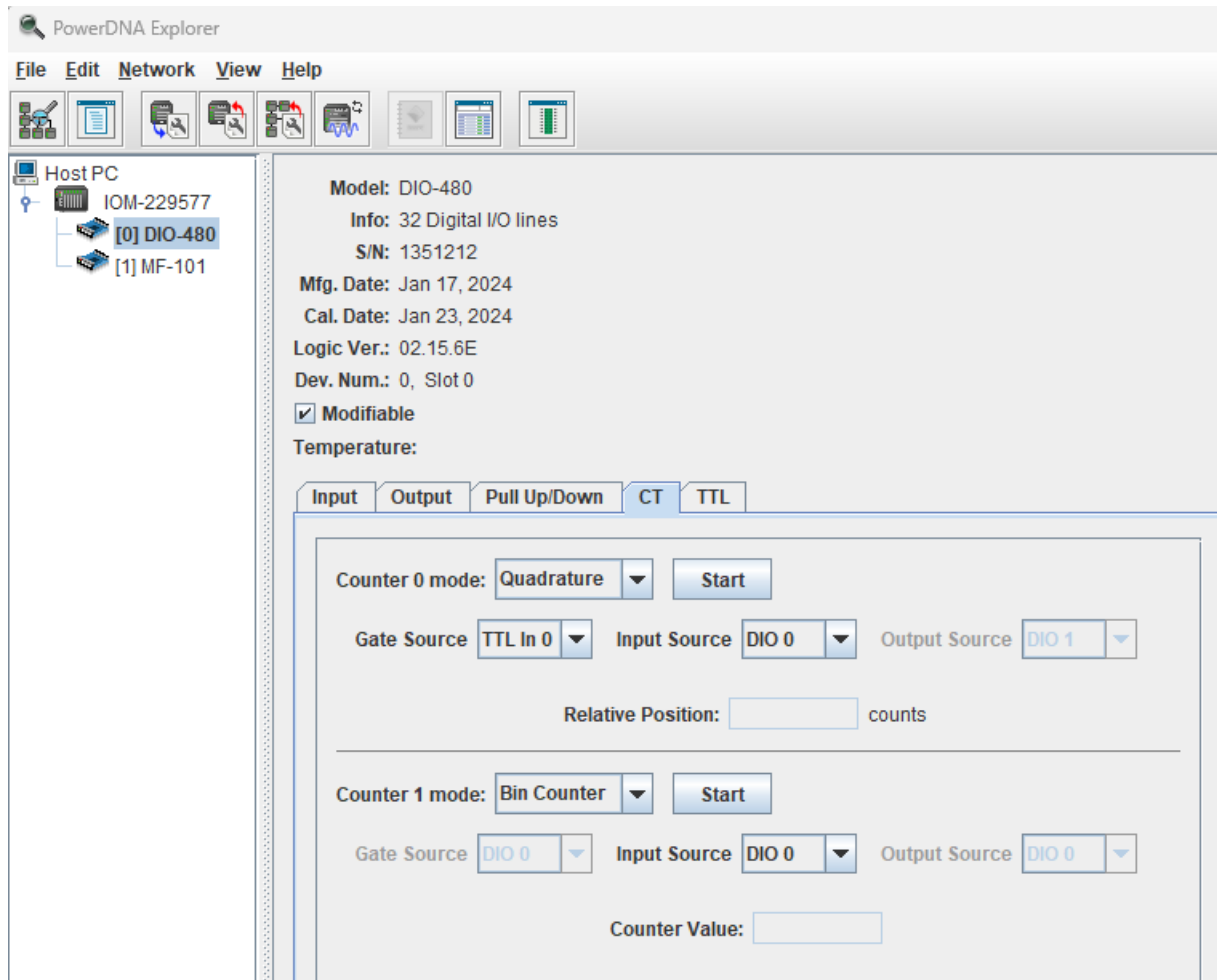 PowerDNA Explorer
File Edit Network View Help
Host PC
IOM-229577
[0] DIO-480
[1] MF-101
Model: DIO-480
Info: 32 Digital I/O lines
S/N: 1351212
Mfg. Date: Jan 17, 2024
Cal. Date: Jan 23, 2024
Logic Ver.: 02.15.6E
Dev. Num.: 0, Slot 0
Modifiable
Temperature:
Input Output Pull Up/Down CT TTL
Counter 0 mode: Quadrature Start
Gate Source TTL In 0 Input Source DIO 0 Output Source DIO 1
Relative Position: counts
Counter 1 mode: Bin Counter Start
Gate Source DIO 0 Input Source DIO 0 Output Source DIO 0
Counter Value: